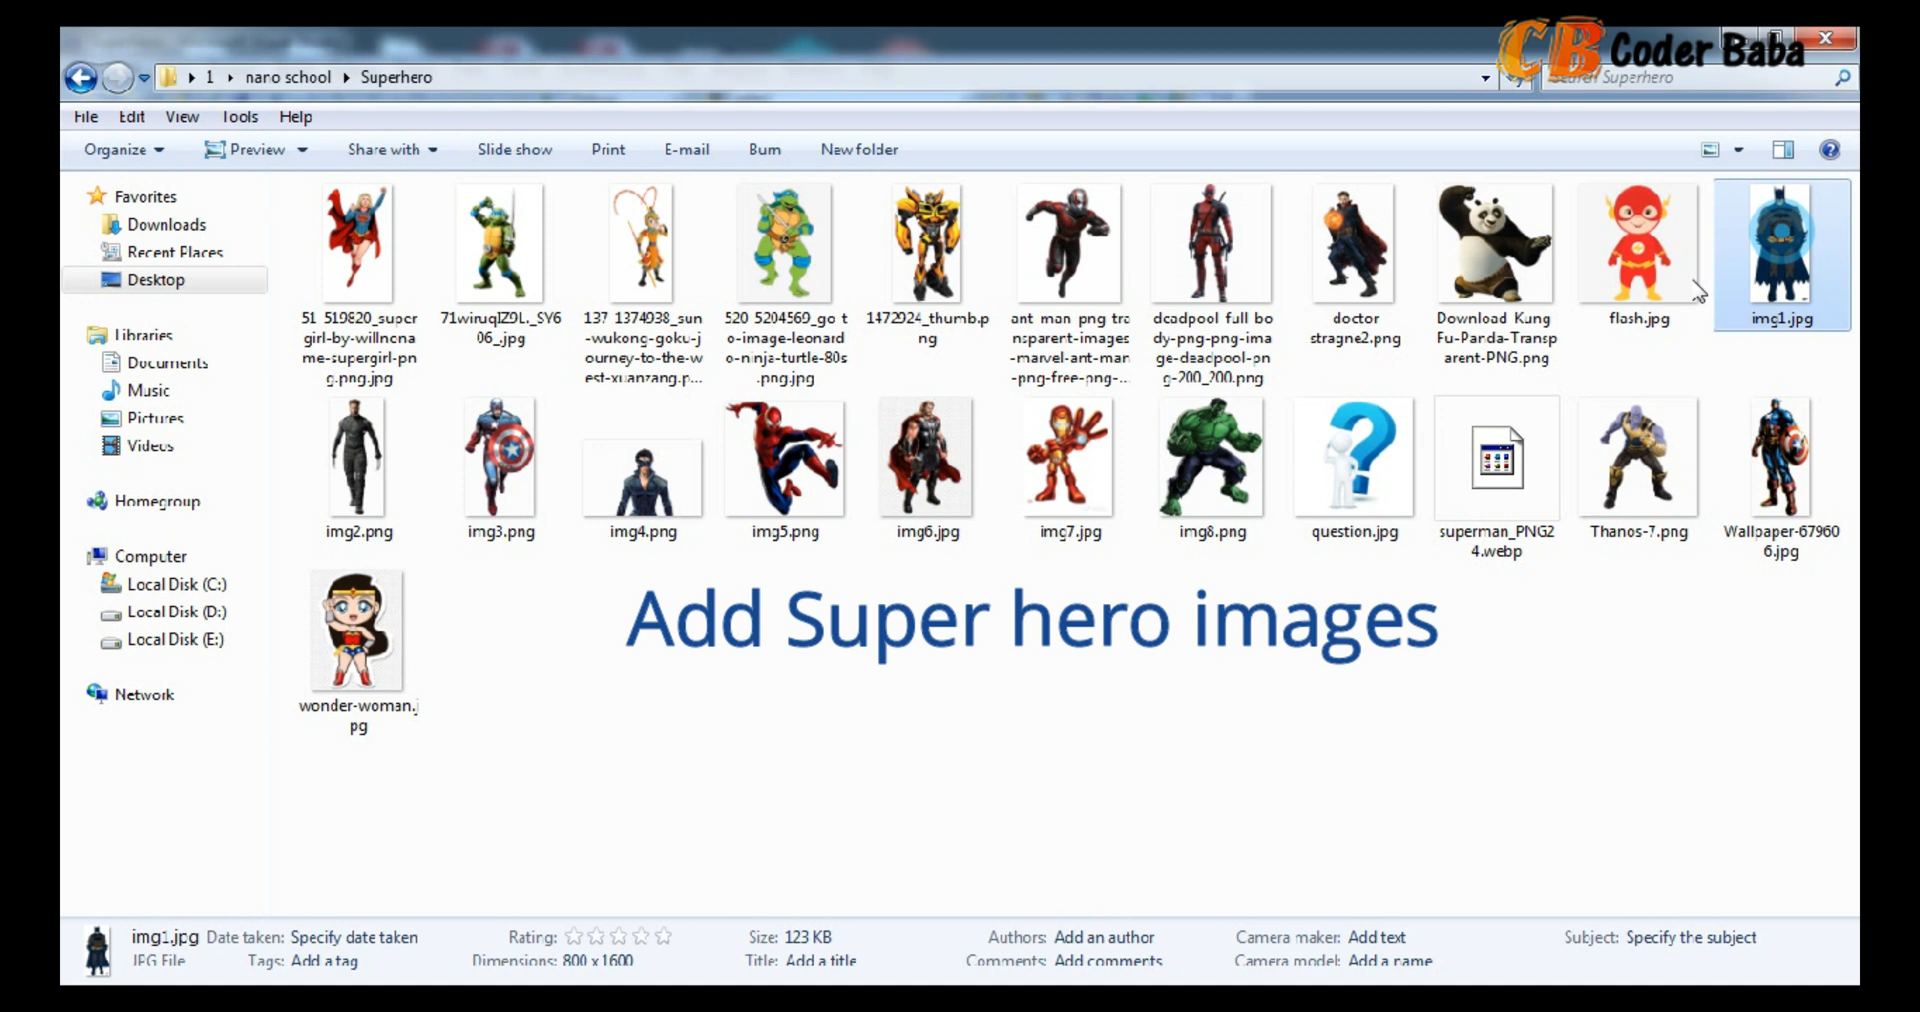 CB Coder Baba
1 nano school Superhero
Search Superhero
File Edit View Tools Help
Organize Preview Share with Slide show Print E-mail Burn New folder
Favorites
Downloads
Recent Places
Desktop
Libraries
Documents
Music
Pictures
Videos
Homegroup
Computer
Local Disk (C:)
Local Disk (D:)
Local Disk (E:)
Network
51 519820_super
girl-by-willncna
me-supergirl-pn
g.png.jpg
71wiruqIZ9L._SY6
06_.jpg
137 1374938_sun
-wukong-goku-j
ourney-to-the-w
est-xuanzang.p...
520 5204569_go t
o-image-leonard
o-ninja-turtle-80s
.png.jpg
1472924_thumb.p
ng
ant man png tra
nsparent-images
-marvel-ant-man
-png-free-png-...
deadpool full bo
dy-png-png-ima
ge-deadpool-pn
g-200_200.png
doctor
stragne2.png
Download Kung
Fu-Panda-Transp
arent-PNG.png
flash.jpg
img1.jpg
img2.png
img3.png
img4.png
img5.png
img6.jpg
img7.jpg
img8.png
question.jpg
superman_PNG2
4.webp
Thanos-7.png
Wallpaper-67960
6.jpg
wonder-woman.j
pg
Add Super hero images
img1.jpg Date taken: Specify date taken Rating: Size: 123 KB Authors: Add an author Camera maker: Add text Subject: Specify the subject
JPG File Tags: Add a tag Dimensions: 800 x 1600 Title: Add a title Comments: Add comments Camera model: Add a name